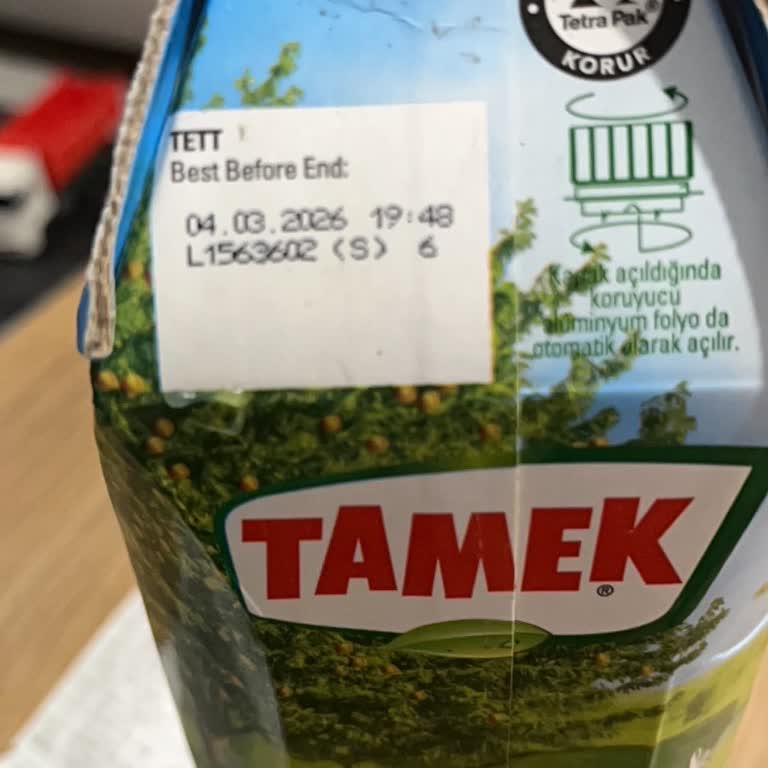 Tetra Pak®
KORUR
TETT
Best Before End:
04.03.2026 19:48
L1563602 (S) 6
Kapak açıldığında
koruyucu
alüminyum folyo da
otomatik olarak açılır.
TAMEK
®